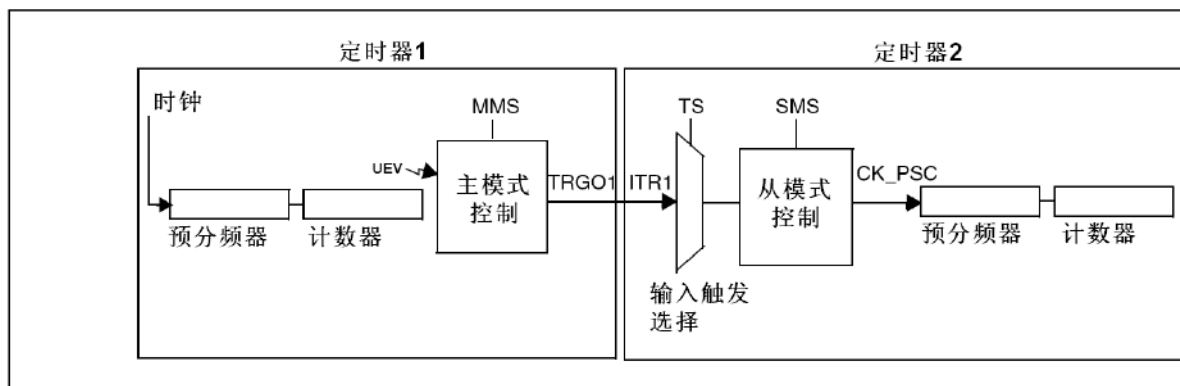 定时器1
定时器2
时钟
MMS
TS
SMS
UEV
主模式
控制
TRGO1
ITR1
从模式
控制
CK_PSC
预分频器
计数器
预分频器
计数器
输入触发
选择